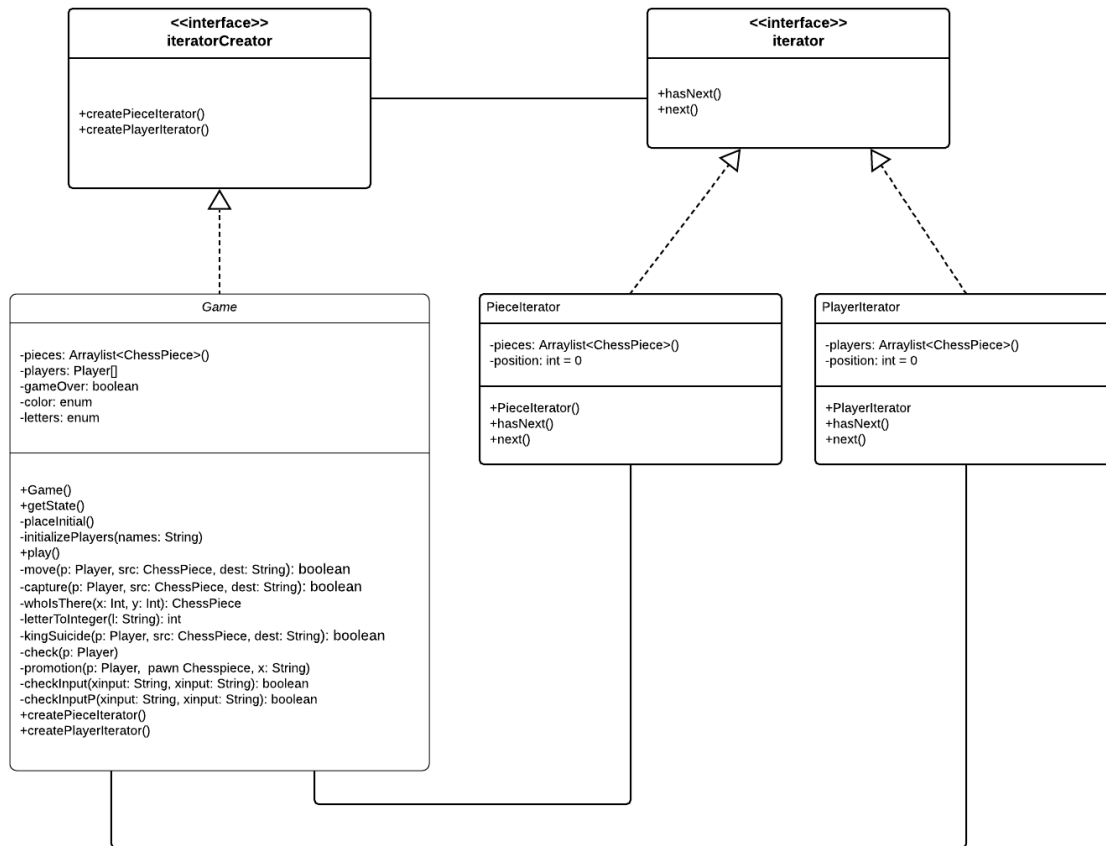 <<interface>>
iteratorCreator
+createPieceIterator()
+createPlayerIterator()
<<interface>>
iterator
+hasNext()
+next()
Game
-pieces: Arraylist<ChessPiece>()
-players: Player[]
-gameOver: boolean
-color: enum
-letters: enum
+Game()
+getState()
-placeInitial()
-initializePlayers(names: String)
+play()
-move(p: Player, src: ChessPiece, dest: String): boolean
-capture(p: Player, src: ChessPiece, dest: String): boolean
-whoIsThere(x: Int, y: Int): ChessPiece
-letterToInteger(l: String): int
-kingSuicide(p: Player, src: ChessPiece, dest: String): boolean
-check(p: Player)
-promotion(p: Player, pawn Chesspiece, x: String)
-checkInput(xinput: String, xinput: String): boolean
-checkInputP(xinput: String, xinput: String): boolean
+createPieceIterator()
+createPlayerIterator()
PieceIterator
-pieces: Arraylist<ChessPiece>()
-position: int = 0
+PieceIterator()
+hasNext()
+next()
PlayerIterator
-players: Arraylist<ChessPiece>()
-position: int = 0
+PlayerIterator
+hasNext()
+next()